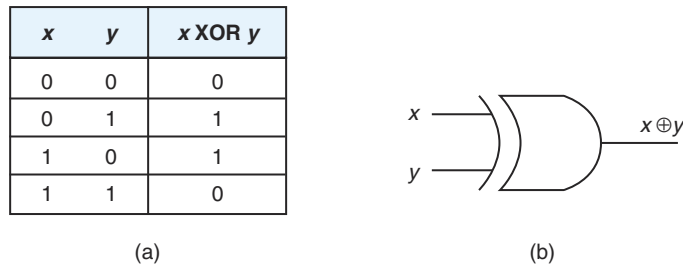 x y x XOR y
0 0 0
0 1 1
1 0 1
1 1 0
(a)
x
y
x ⊕ y
(b)